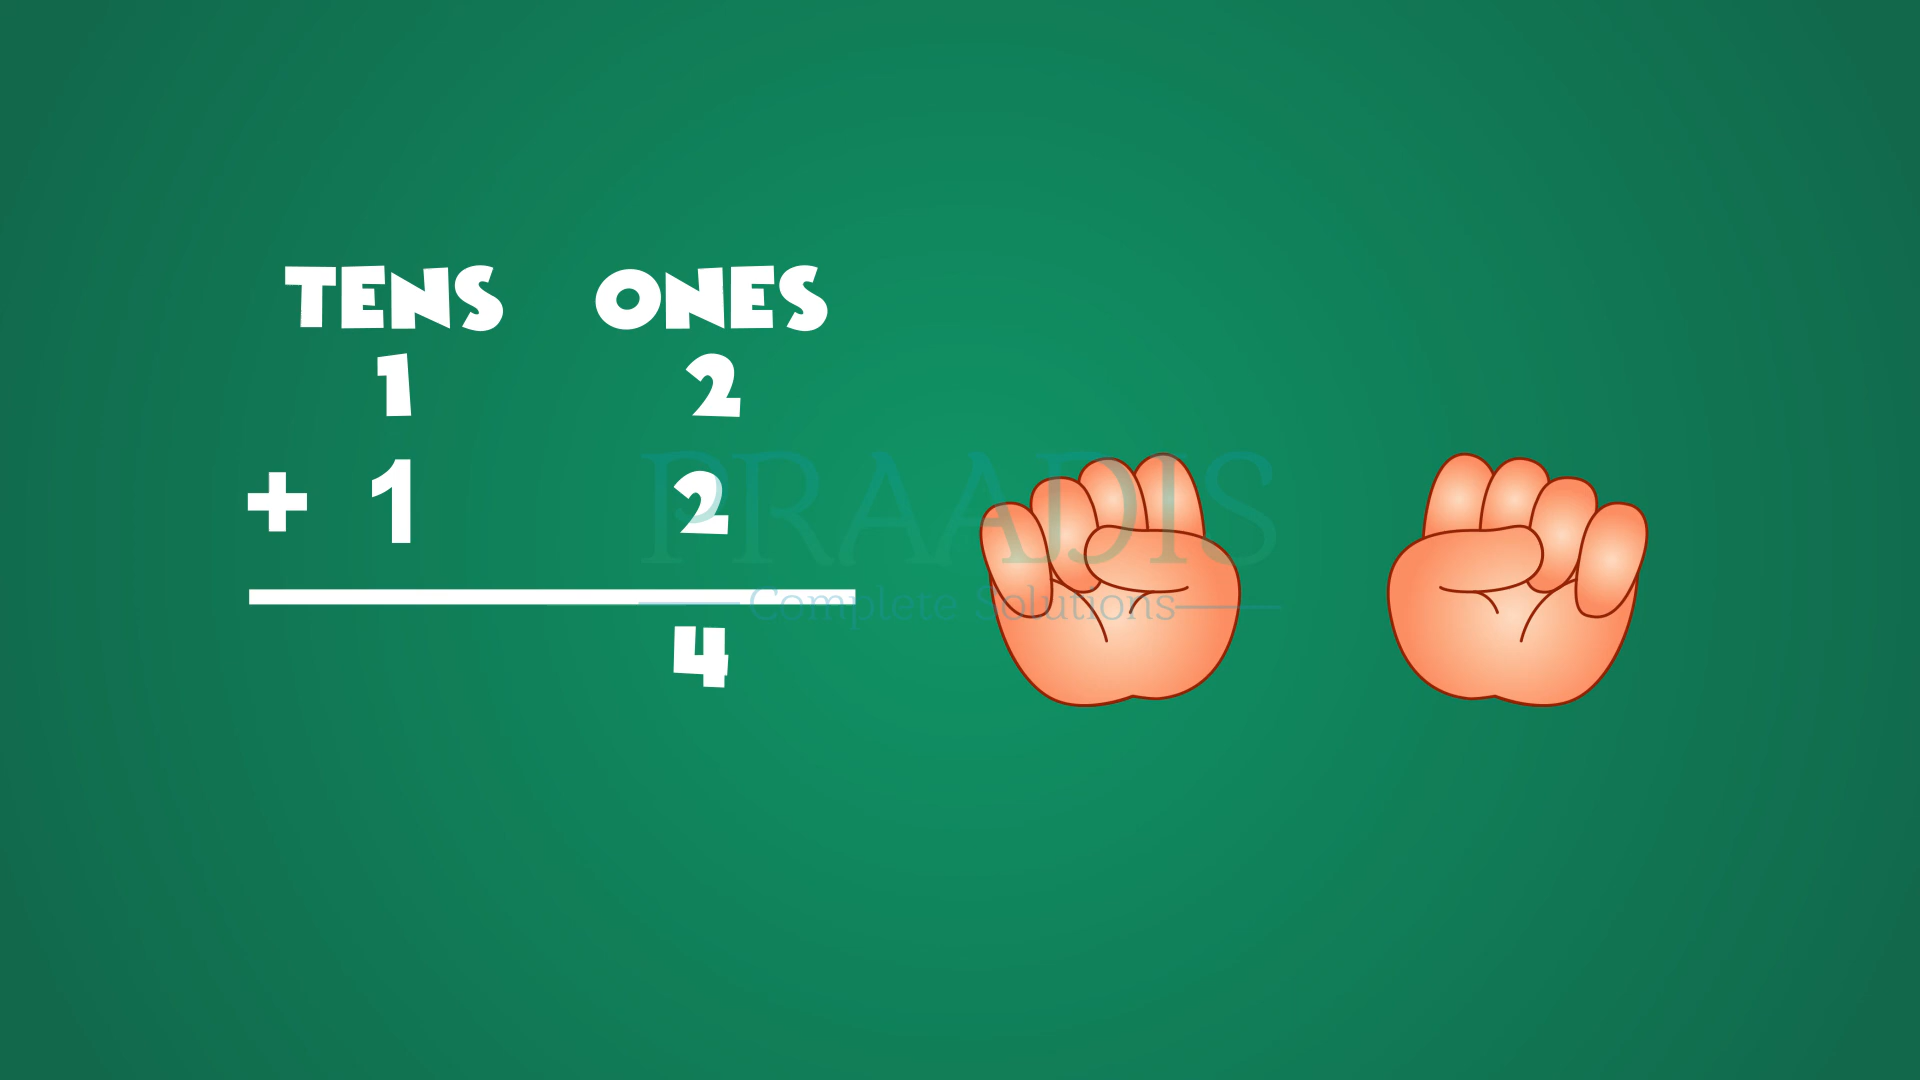 TENS ONES
1 2
+ 1 2
4
PRAADIS
Complete Solutions